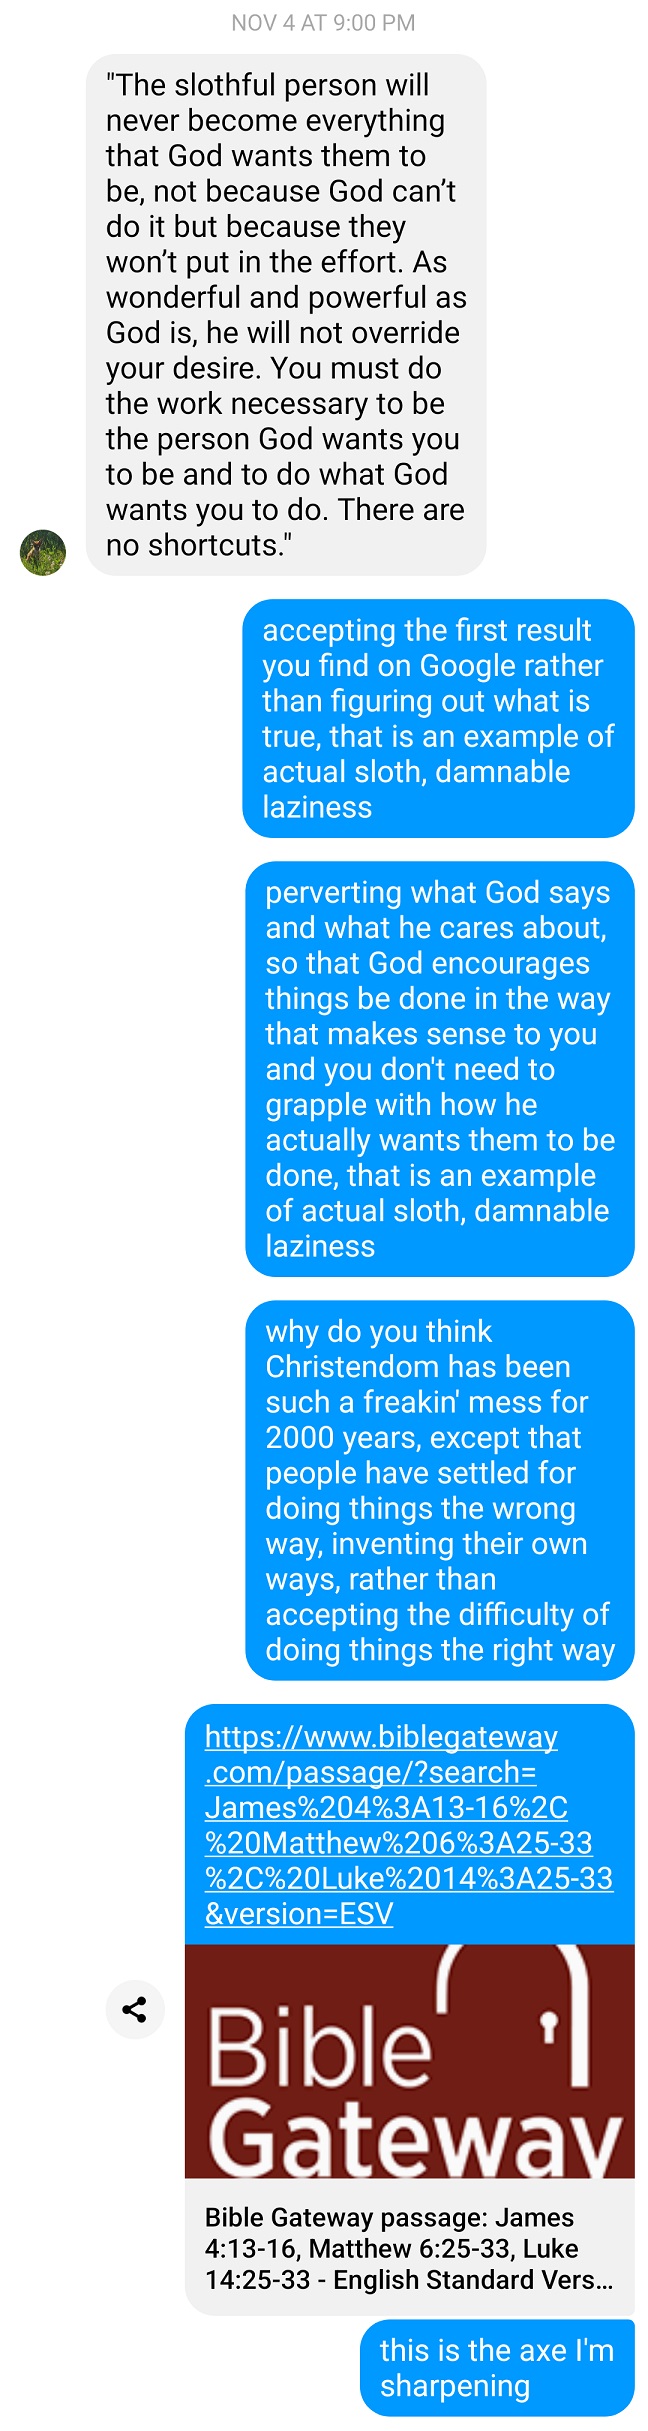 NOV 4 AT 9:00 PM
"The slothful person will
never become everything
that God wants them to
be, not because God can’t
do it but because they
won’t put in the effort. As
wonderful and powerful as
God is, he will not override
your desire. You must do
the work necessary to be
the person God wants you
to be and to do what God
wants you to do. There are
no shortcuts."
accepting the first result
you find on Google rather
than figuring out what is
true, that is an example of
actual sloth, damnable
laziness
perverting what God says
and what he cares about,
so that God encourages
things be done in the way
that makes sense to you
and you don't need to
grapple with how he
actually wants them to be
done, that is an example
of actual sloth, damnable
laziness
why do you think
Christendom has been
such a freakin' mess for
2000 years, except that
people have settled for
doing things the wrong
way, inventing their own
ways, rather than
accepting the difficulty of
doing things the right way
https://www.biblegateway
.com/passage/?search=
James%204%3A13-16%2C
%20Matthew%206%3A25-33
%2C%20Luke%2014%3A25-33
&version=ESV
Bible
Gateway
Bible Gateway passage: James
4:13-16, Matthew 6:25-33, Luke
14:25-33 - English Standard Vers...
this is the axe I'm
sharpening